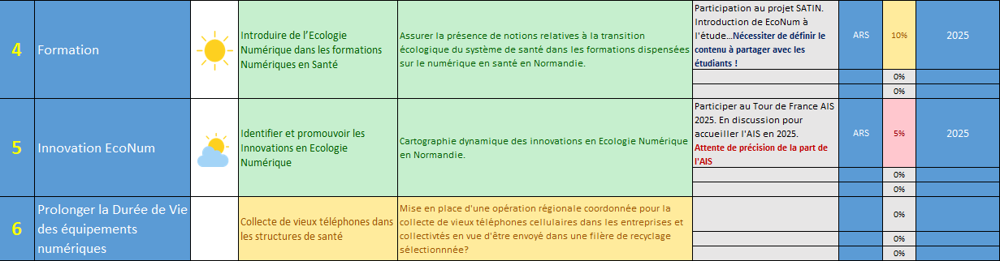 4
Formation
Introduire de l'Ecologie
Numérique dans les formations
Numériques en Santé
Assurer la présence de notions relatives à la transition
écologique du système de santé dans les formations dispensées
sur le numérique en santé en Normandie.
Participation au projet SATIN.
Introduction de EcoNum à
l'étude...Nécessiter de définir le
contenu à partager avec les
étudiants !
ARS
10%
2025
0%
0%
5
Innovation EcoNum
Identifier et promouvoir les
Innovations en Ecologie
Numérique
Cartographie dynamique des innovations en Ecologie Numérique
en Normandie.
Participer au Tour de France AIS
2025. En discussion pour
accueiller l'AIS en 2025.
Attente de précision de la part de
l'AIS
ARS
5%
2025
0%
0%
6
Prolonger la Durée de Vie
des équipements
numériques
Collecte de vieux téléphones dans
les structures de santé
Mise en place d'une opération régionale coordonnée pour la
collecte de vieux téléphones cellulaires dans les entreprises et
collectivtés en vue d'être envoyé dans une filère de recyclage
sélectionnnée?
0%
0%
0%